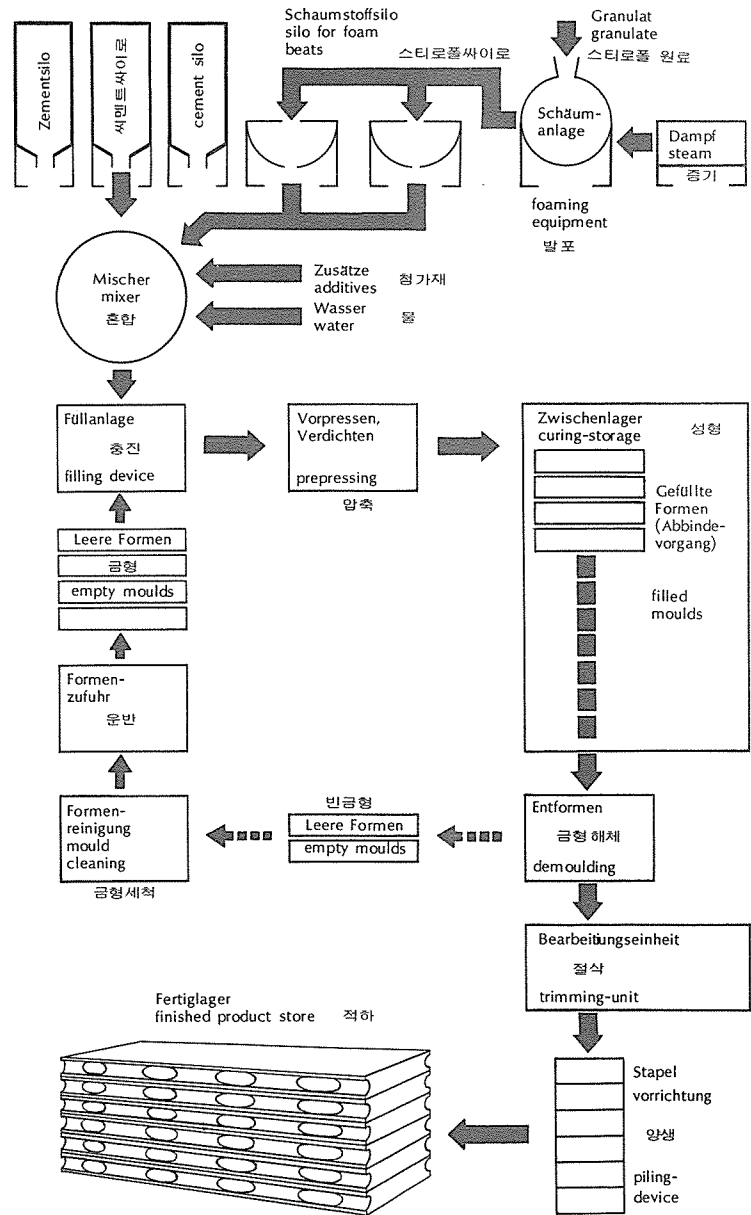 Zementsilo
씨멘트싸이로
cement silo
Schaumstoffsilo
silo for foam
beats
스티로폴싸이로
Granulat
granulate
스티로폴 원료
Schäum-
anlage
Dampf
steam
증기
foaming
equipment
발포
Mischer
mixer
혼합
Zusätze
additives
첨가재
Wasser
water
물
Füllanlage
충진
filling device
Vorpressen,
Verdichten
prepressing
압축
Zwischenlager
curing-storage
성형
Gefüllte
Formen
(Abbinde-
vorgang)
filled
moulds
Leere Formen
금형
empty moulds
Formen-
zufuhr
운반
Formen-
reinigung
mould
cleaning
금형세척
빈금형
Leere Formen
empty moulds
Entformen
금형해체
demoulding
Bearbeitungseinheit
절삭
trimming-unit
Fertiglager
finished product store 적하
Stapel
vorrichtung
양생
piling-
device